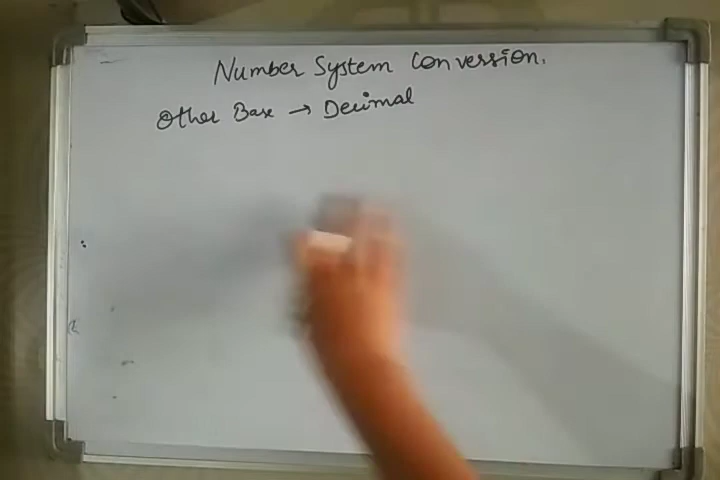 Number System Conversion.
Other Base → Decimal